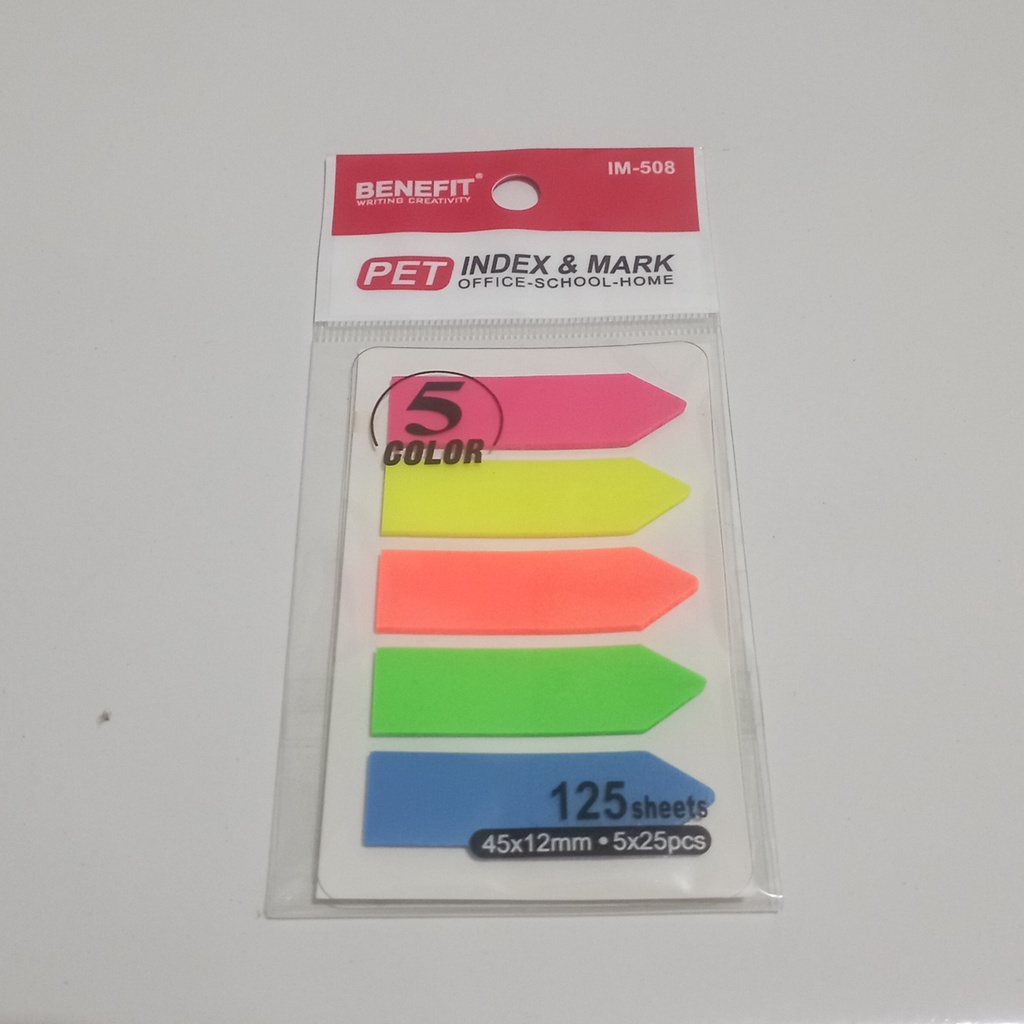 BENEFIT®
WRITING CREATIVITY
IM-508
PET INDEX & MARK
OFFICE-SCHOOL-HOME
5
COLOR
125 sheets
45x12mm • 5x25pcs